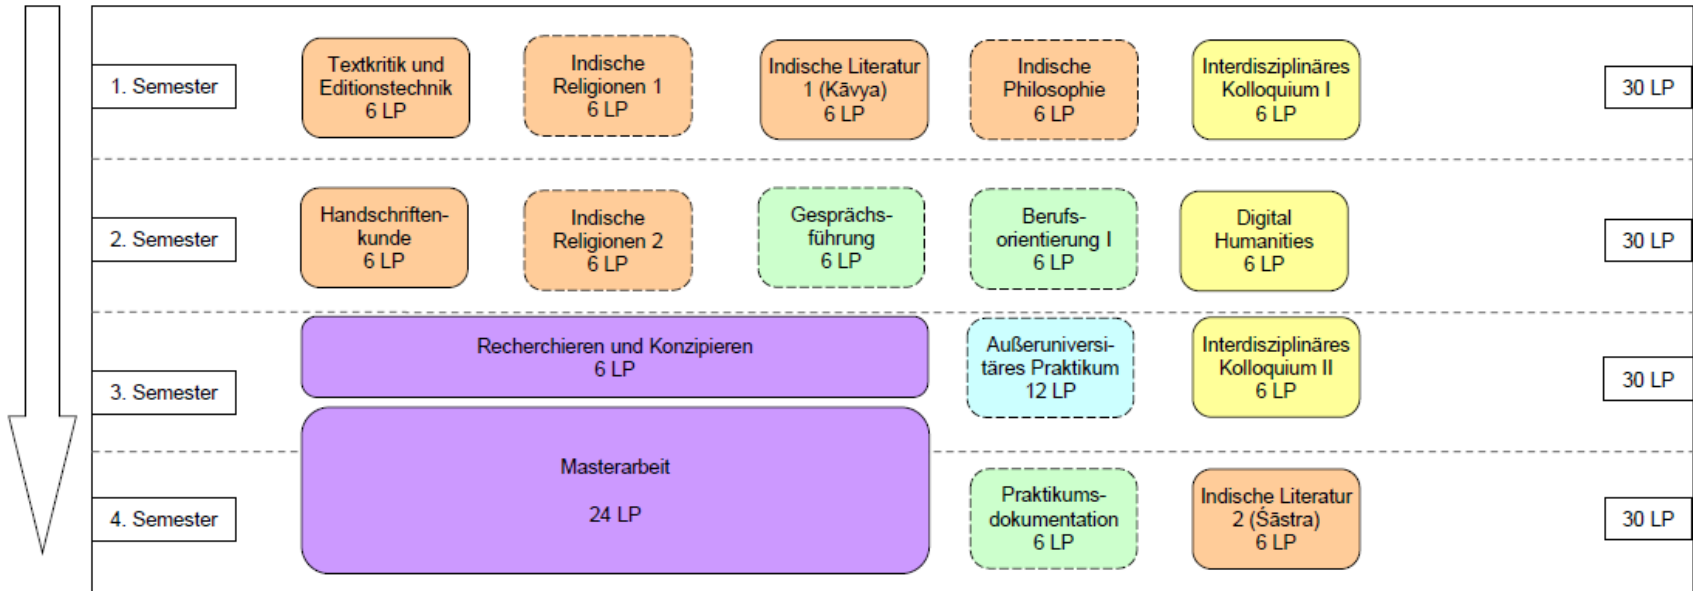 1. Semester
Textkritik und
Editionstechnik
6 LP
Indische
Religionen 1
6 LP
Indische Literatur
1 (Kāvya)
6 LP
Indische
Philosophie
6 LP
Interdisziplinäres
Kolloquium I
6 LP
30 LP
2. Semester
Handschriften-
kunde
6 LP
Indische
Religionen 2
6 LP
Gesprächs-
führung
6 LP
Berufs-
orientierung I
6 LP
Digital
Humanities
6 LP
30 LP
3. Semester
Recherchieren und Konzipieren
6 LP
Außeruniversi-
täres Praktikum
12 LP
Interdisziplinäres
Kolloquium II
6 LP
30 LP
Masterarbeit
24 LP
4. Semester
Praktikums-
dokumentation
6 LP
Indische Literatur
2 (Śāstra)
6 LP
30 LP